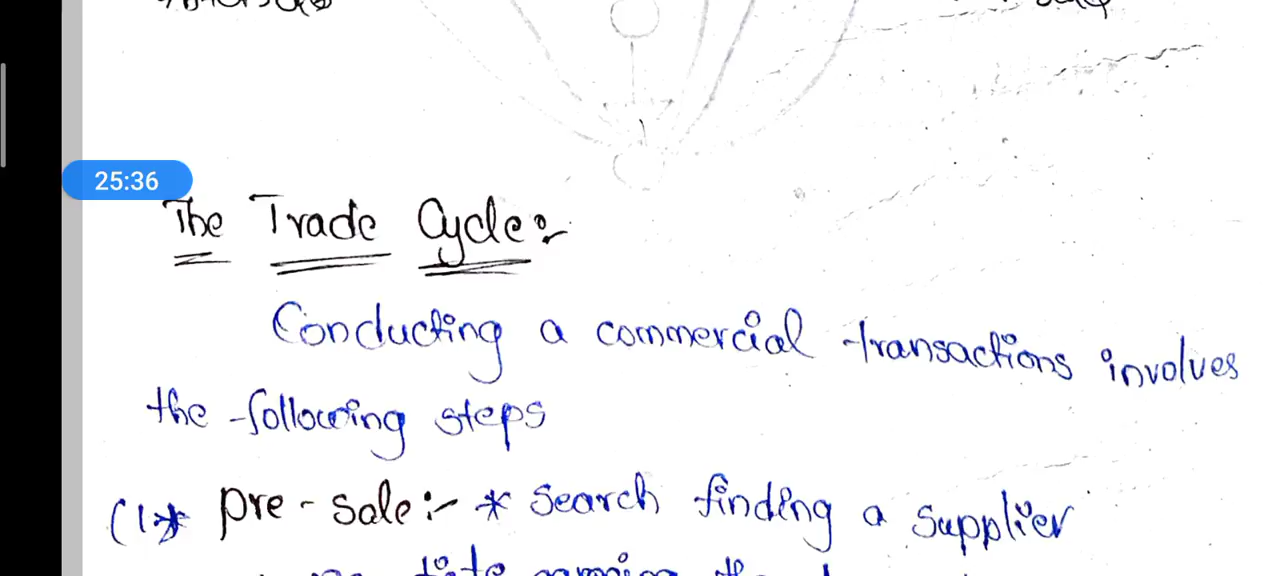 25:36
The Trade Cycle:-
Conducting a commercial transactions involves
the following steps
(1)* pre-sale:- * search finding a supplier